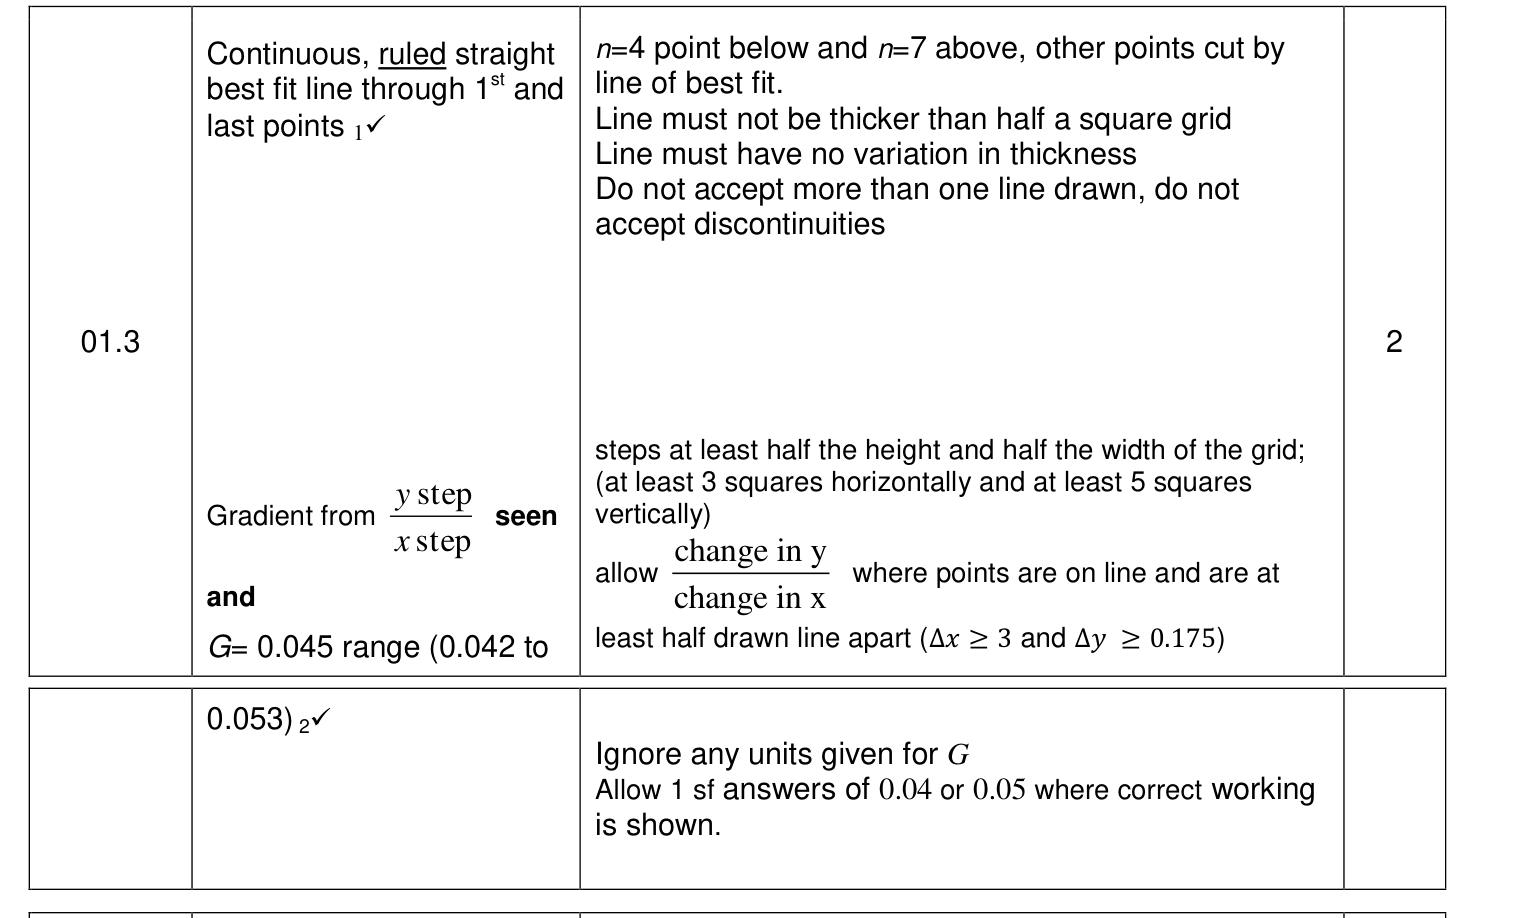 01.3
Continuous, ruled straight
best fit line through 1st and
last points 1✓
Gradient from y step / x step seen
and
G= 0.045 range (0.042 to
n=4 point below and n=7 above, other points cut by
line of best fit.
Line must not be thicker than half a square grid
Line must have no variation in thickness
Do not accept more than one line drawn, do not
accept discontinuities
steps at least half the height and half the width of the grid;
(at least 3 squares horizontally and at least 5 squares
vertically)
allow change in y / change in x where points are on line and are at
least half drawn line apart (Δx ≥ 3 and Δy ≥ 0.175)
2
0.053) 2✓
Ignore any units given for G
Allow 1 sf answers of 0.04 or 0.05 where correct working
is shown.